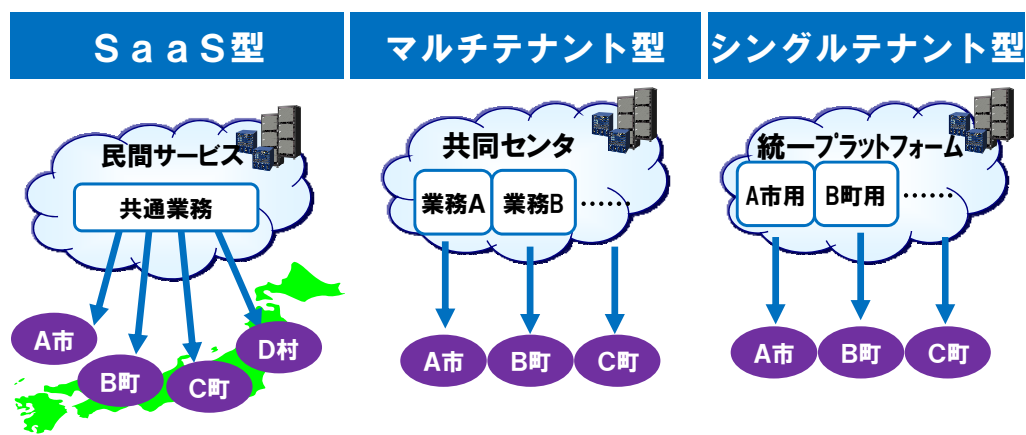 SaaS型
民間サービス
共通業務
A市
B町
C町
D村
マルチテナント型
共同センタ
業務A
業務B
……
A市
B町
C町
シングルテナント型
統一プラットフォーム
A市用
B町用
……
A市
B町
C町